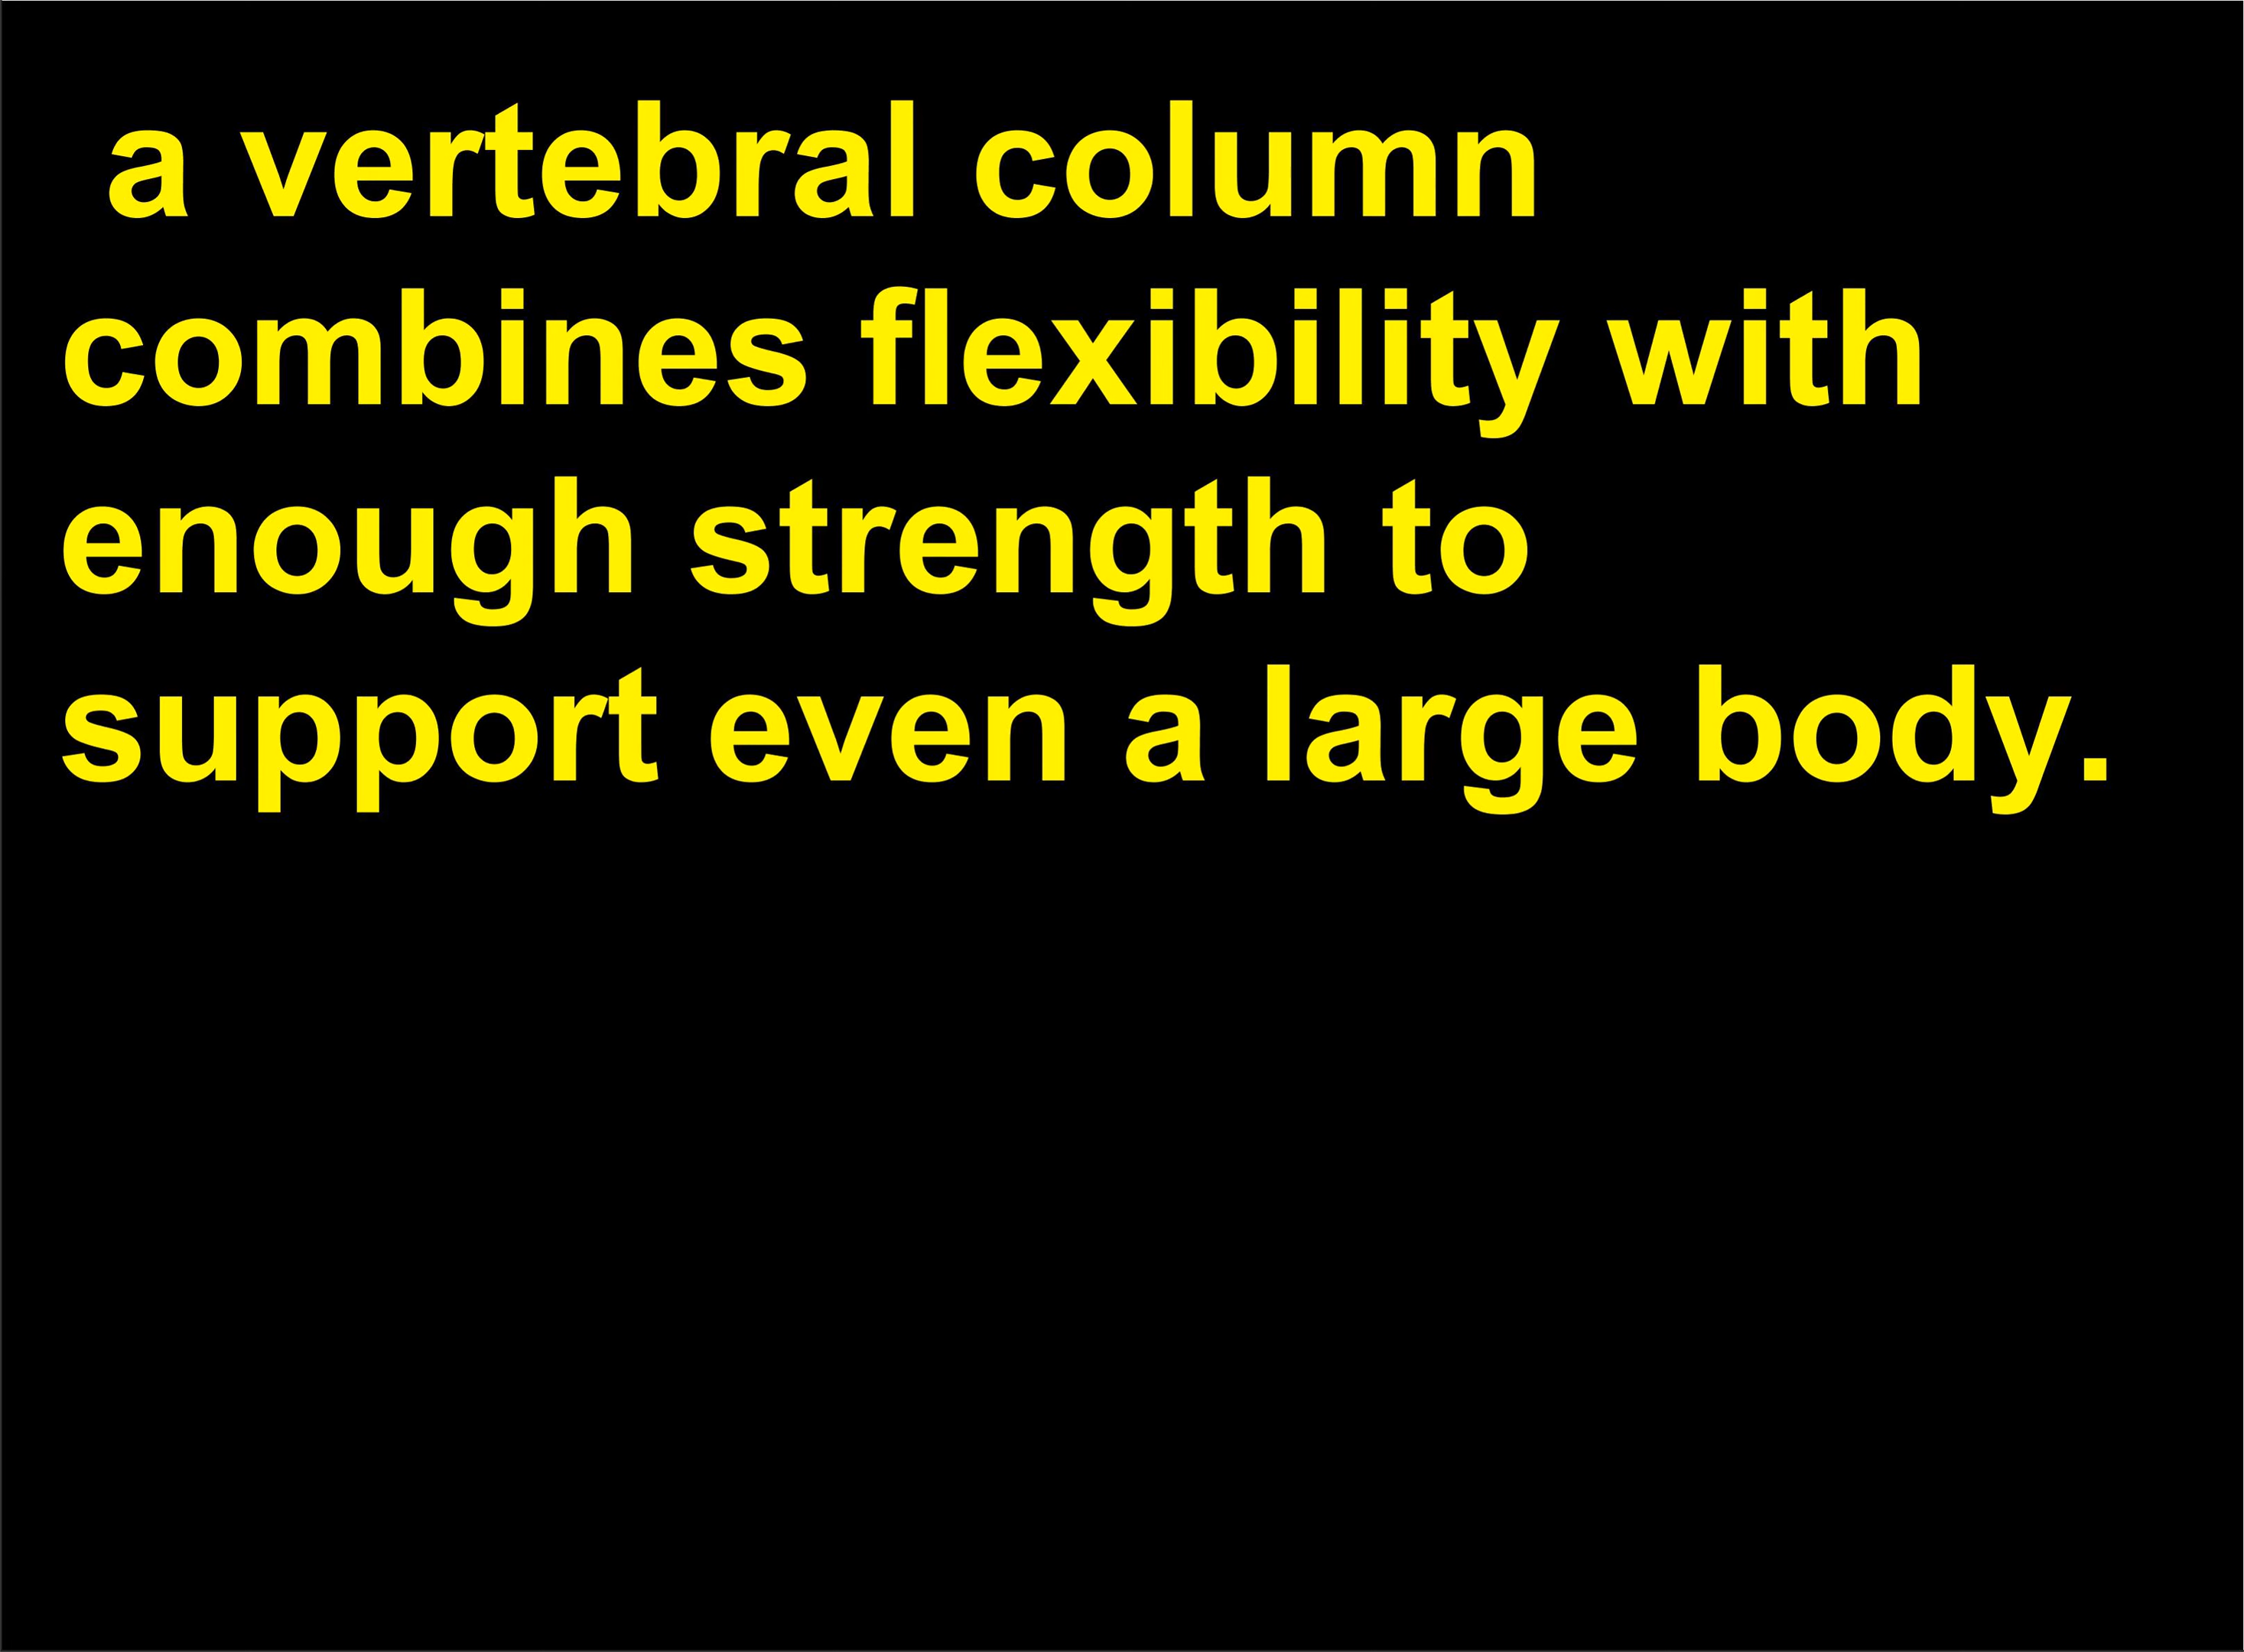 a vertebral column
combines flexibility with
enough strength to
support even a large body.